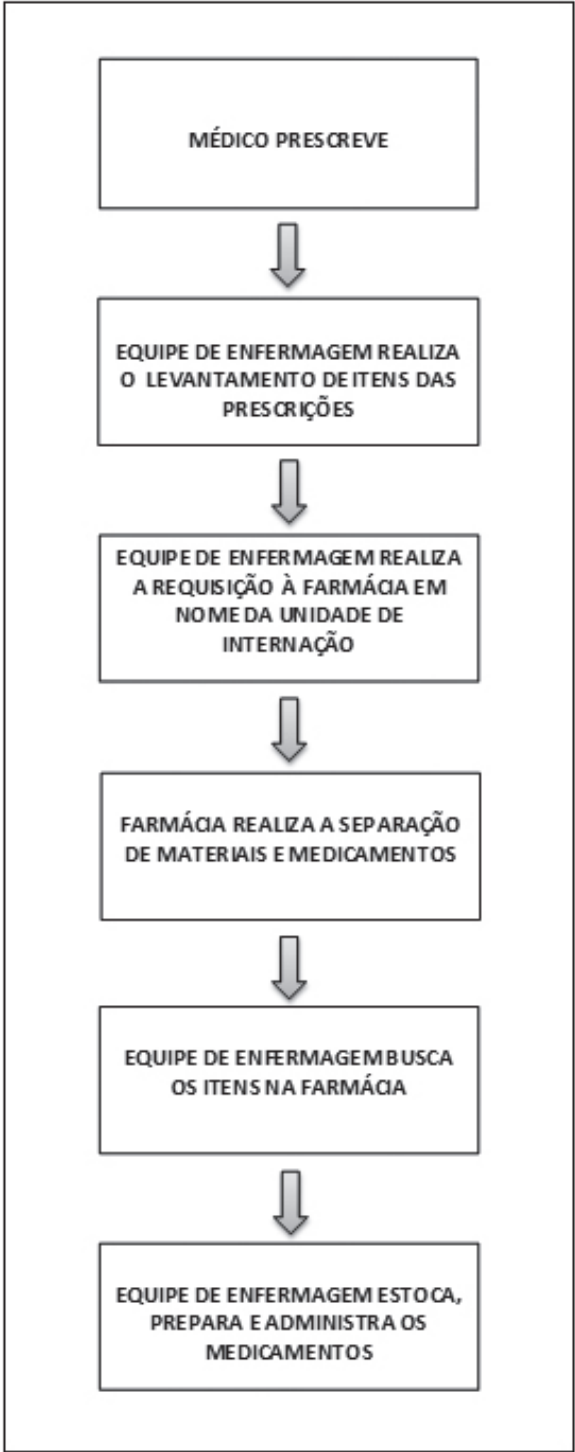 MÉDICO PRESCREVE
EQUIPE DE ENFERMAGEM REALIZA
O LEVANTAMENTO DE ITENS DAS
PRESCRIÇÕES
EQUIPE DE ENFERMAGEM REALIZA
A REQUISIÇÃO À FARMÁCIA EM
NOME DA UNIDADE DE
INTERNAÇÃO
FARMÁCIA REALIZA A SEPARAÇÃO
DE MATERIAIS E MEDICAMENTOS
EQUIPE DE ENFERMAGEM BUSCA
OS ITENS NA FARMÁCIA
EQUIPE DE ENFERMAGEM ESTOCA,
PREPARA E ADMINISTRA OS
MEDICAMENTOS